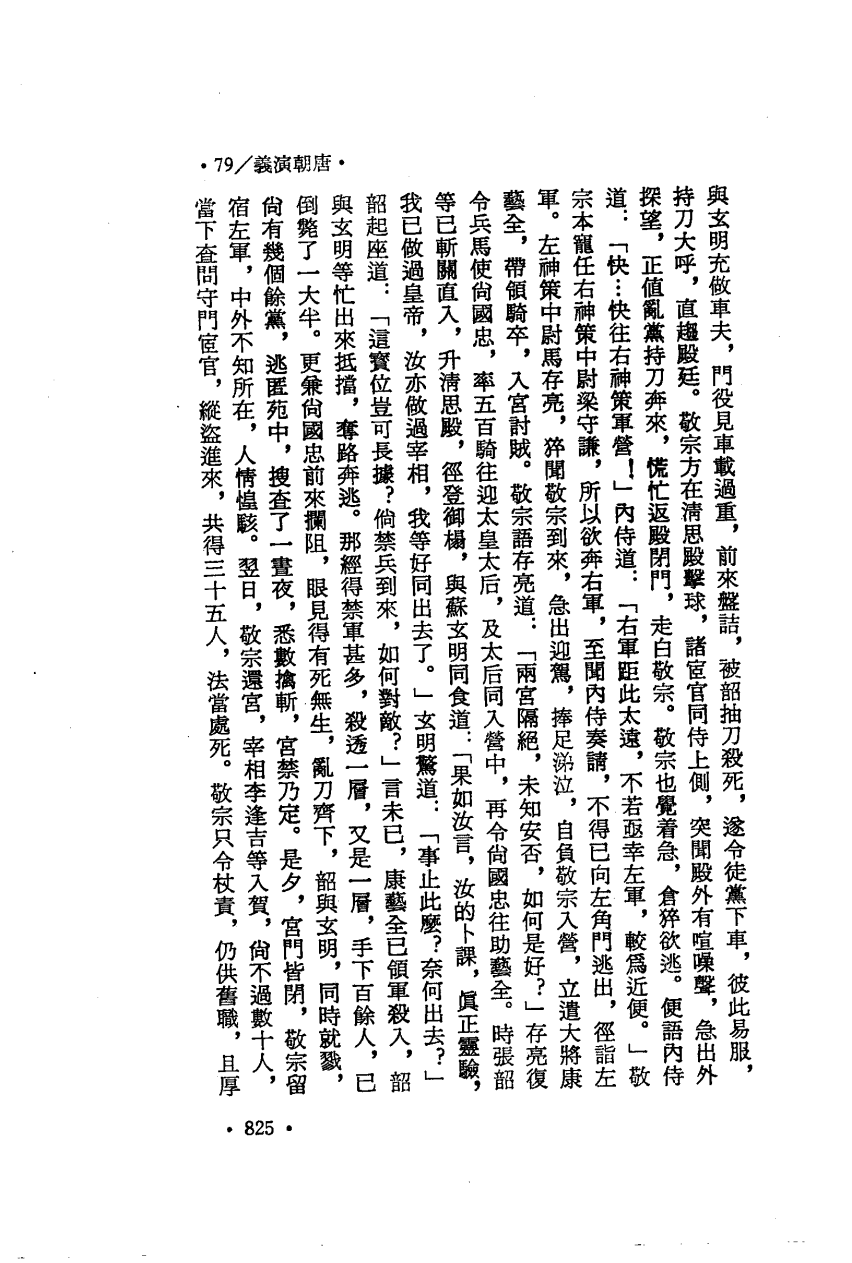 ・唐朝演義／79・
與玄明充做車夫，門役見車載過重，前來盤詰，被韶抽刀殺死，遂令徒黨下車，彼此易服，
持刀大呼，直趨殿廷。敬宗方在清思殿擊球，諸宦官同侍上側，突聞殿外有喧噪聲，急出外
探望，正值亂黨持刀奔來，慌忙返殿閉門，走白敬宗。敬宗也覺着急，倉猝欲逃。便語內侍
道：「快…快往右神策軍營！」內侍道：「右軍距此太遠，不若亟幸左軍，較爲近便。」敬
宗本寵任右神策中尉梁守謙，所以欲奔右軍，至聞內侍奏請，不得已向左角門逃出，徑詣左
軍。左神策中尉馬存亮，猝聞敬宗到來，急出迎駕，捧足涕泣，自負敬宗入營，立遣大將康
藝全，帶領騎卒，入宮討賊。敬宗語存亮道：「兩宮隔絕，未知安否，如何是好？」存亮復
令兵馬使尙國忠，率五百騎往迎太皇太后，及太后同入營中，再令尙國忠往助藝全。時張韶
等已斬關直入，升清思殿，徑登御榻，與蘇玄明同食道：「果如汝言，汝的卜課，眞正靈驗，
我已做過皇帝，汝亦做過宰相，我等好同出去了。」玄明驚道：「事止此麼？奈何出去？」
韶起座道：「這寶位豈可長據？倘禁兵到來，如何對敵？」言未已，康藝全已領軍殺入，韶
與玄明等忙出來抵擋，奪路奔逃。那經得禁軍甚多，殺透一層，又是一層，手下百餘人，已
倒斃了一大半。更兼尙國忠前來攔阻，眼見得有死無生，亂刀齊下，韶與玄明，同時就戮，
尙有幾個餘黨，逃匿苑中，搜查了一晝夜，悉數擒斬，宮禁乃定。是夕，宮門皆閉，敬宗留
宿左軍，中外不知所在，人情惶駭。翌日，敬宗還宮，宰相李逢吉等入賀，尙不過數十人，
當下查問守門宦官，縱盜進來，共得三十五人，法當處死。敬宗只令杖責，仍供舊職，且厚
・825・